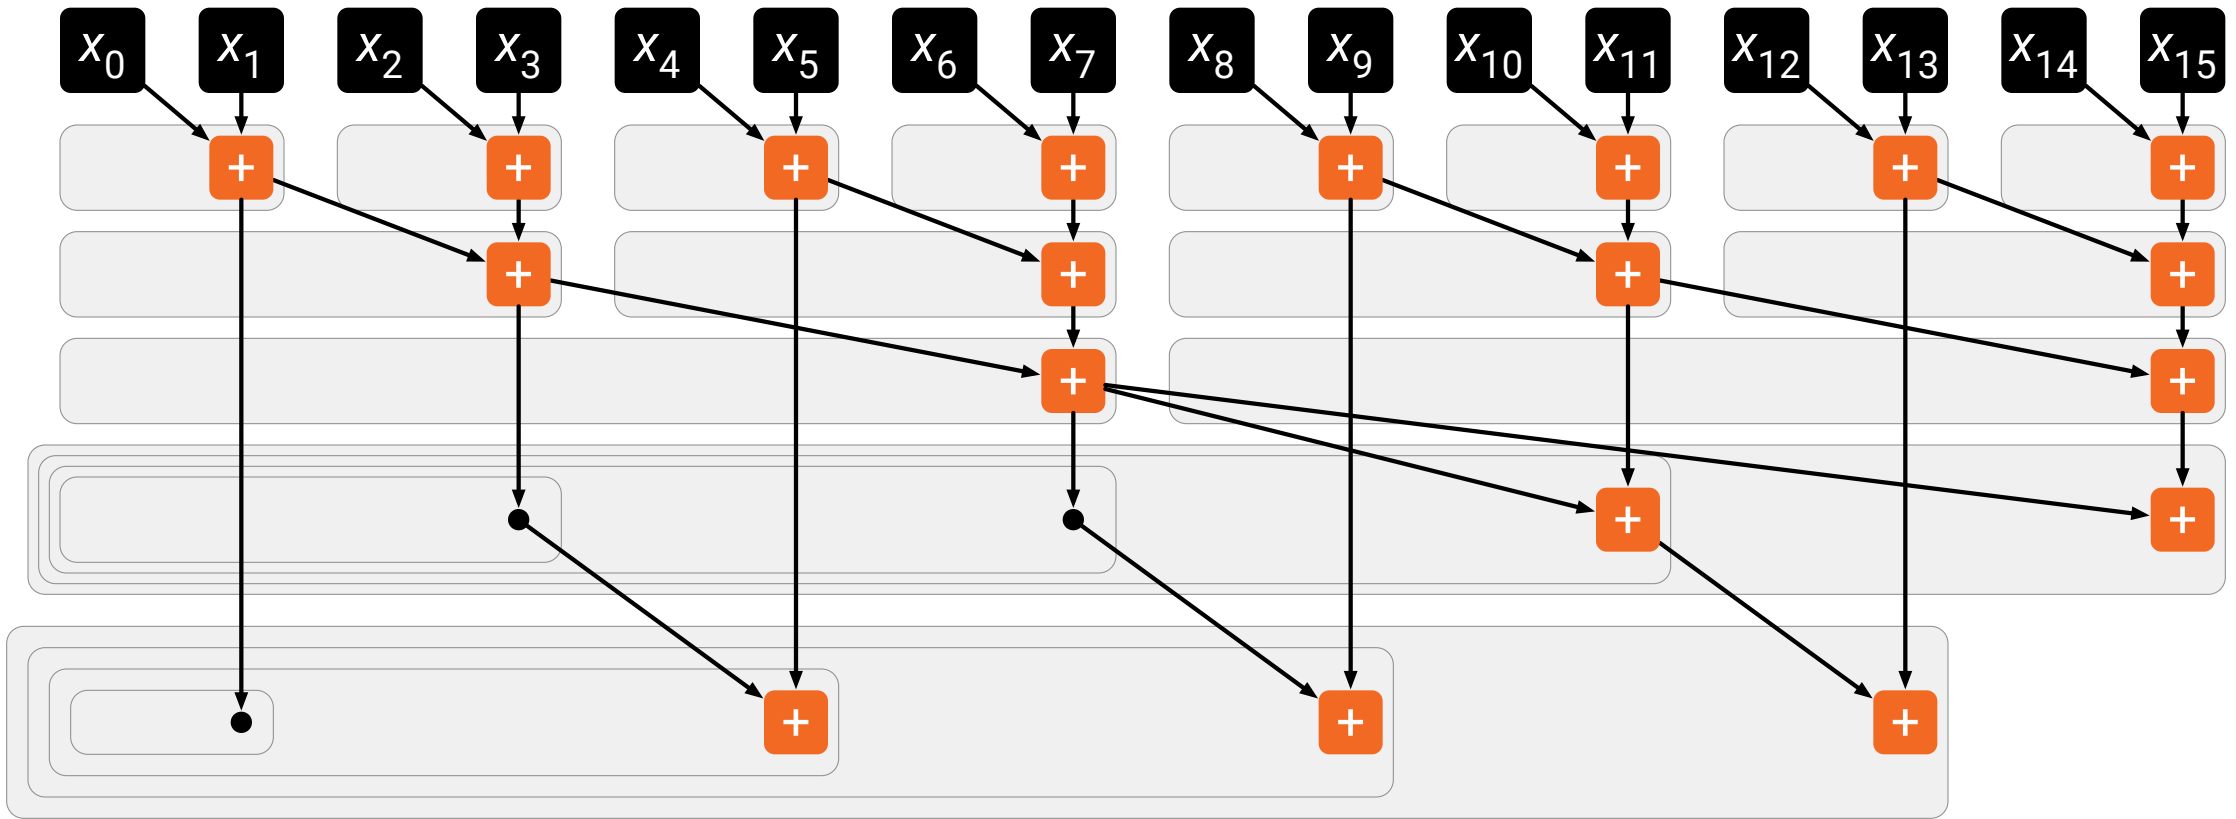 x0 x1 x2 x3 x4 x5 x6 x7 x8 x9 x10 x11 x12 x13 x14 x15
+ + + + + + + +
+ + + +
+ +
+ +
+ + +